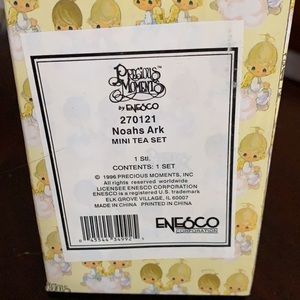 PRECIOUS MOMENTS™
by ENESCO
270121
Noahs Ark
MINI TEA SET
1 Stl.
CONTENTS: 1 SET
© 1996 PRECIOUS MOMENTS, INC
All rights reserved worldwide
LICENSEE ENESCO CORPORATION
ENESCO is a registered U.S. trademark
ELK GROVE VILLAGE, IL 60007
MADE IN CHINA PRINTED IN CHINA
ENESCO
CORPORATION